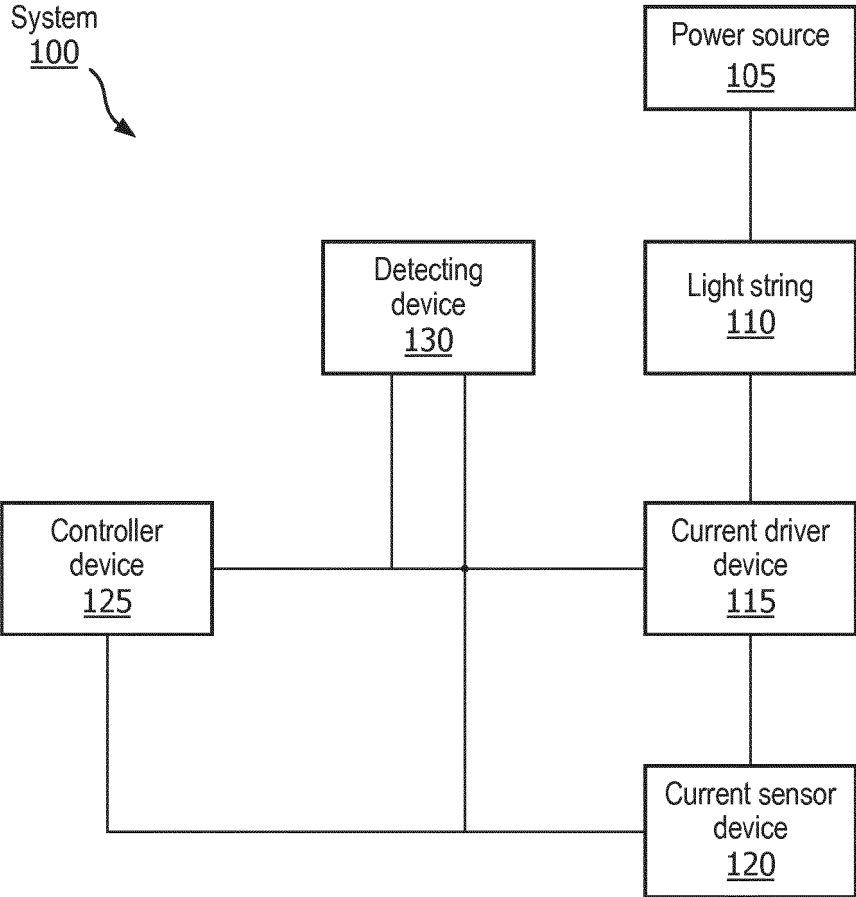 System
100
Power source
105
Detecting
device
130
Light string
110
Controller
device
125
Current driver
device
115
Current sensor
device
120